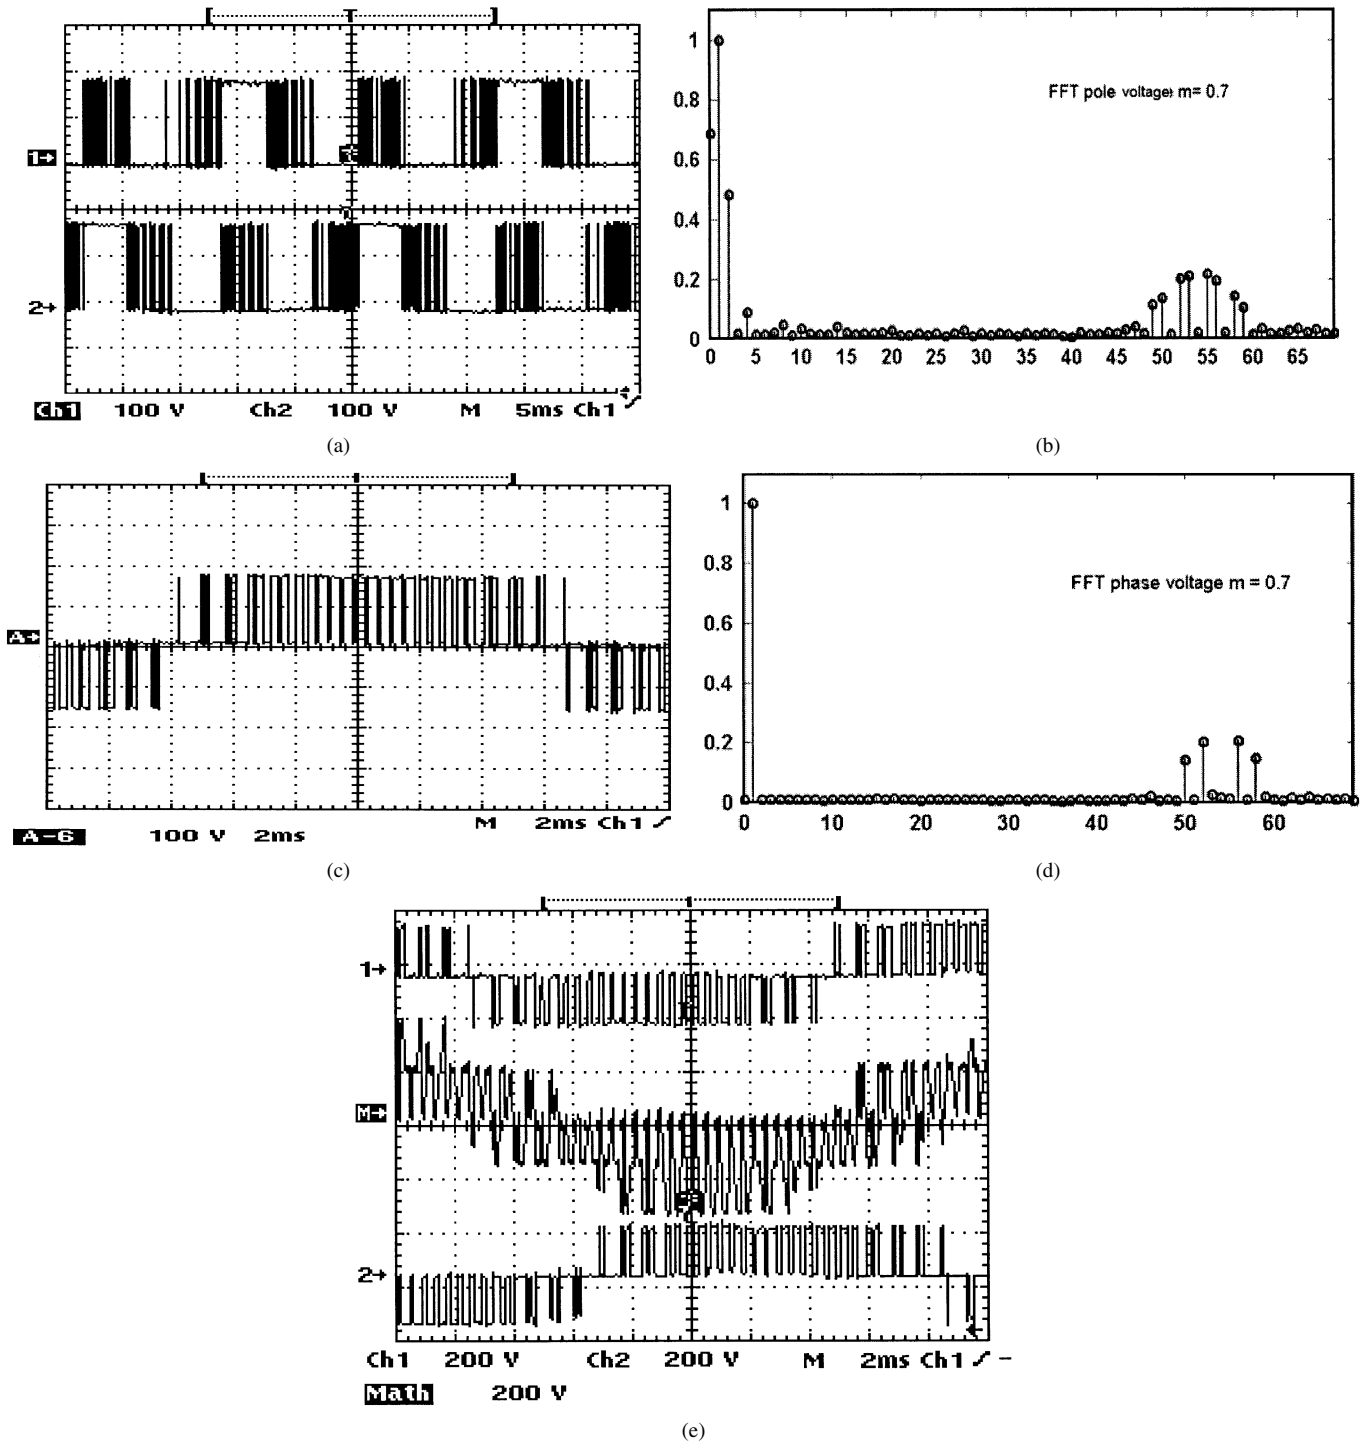 1→
2→
Ch1 100 V Ch2 100 V M 5ms Ch1
(a)
1
0.8
0.6
0.4
0.2
0
FFT pole voltage m= 0.7
0 5 10 15 20 25 30 35 40 45 50 55 60 65
(b)
A→
M 2ms Ch1
A-6 100 V 2ms
(c)
1
0.8
0.6
0.4
0.2
0
FFT phase voltage m = 0.7
0 10 20 30 40 50 60
(d)
1→
M→
2→
Ch1 200 V Ch2 200 V M 2ms Ch1
Math 200 V
(e)